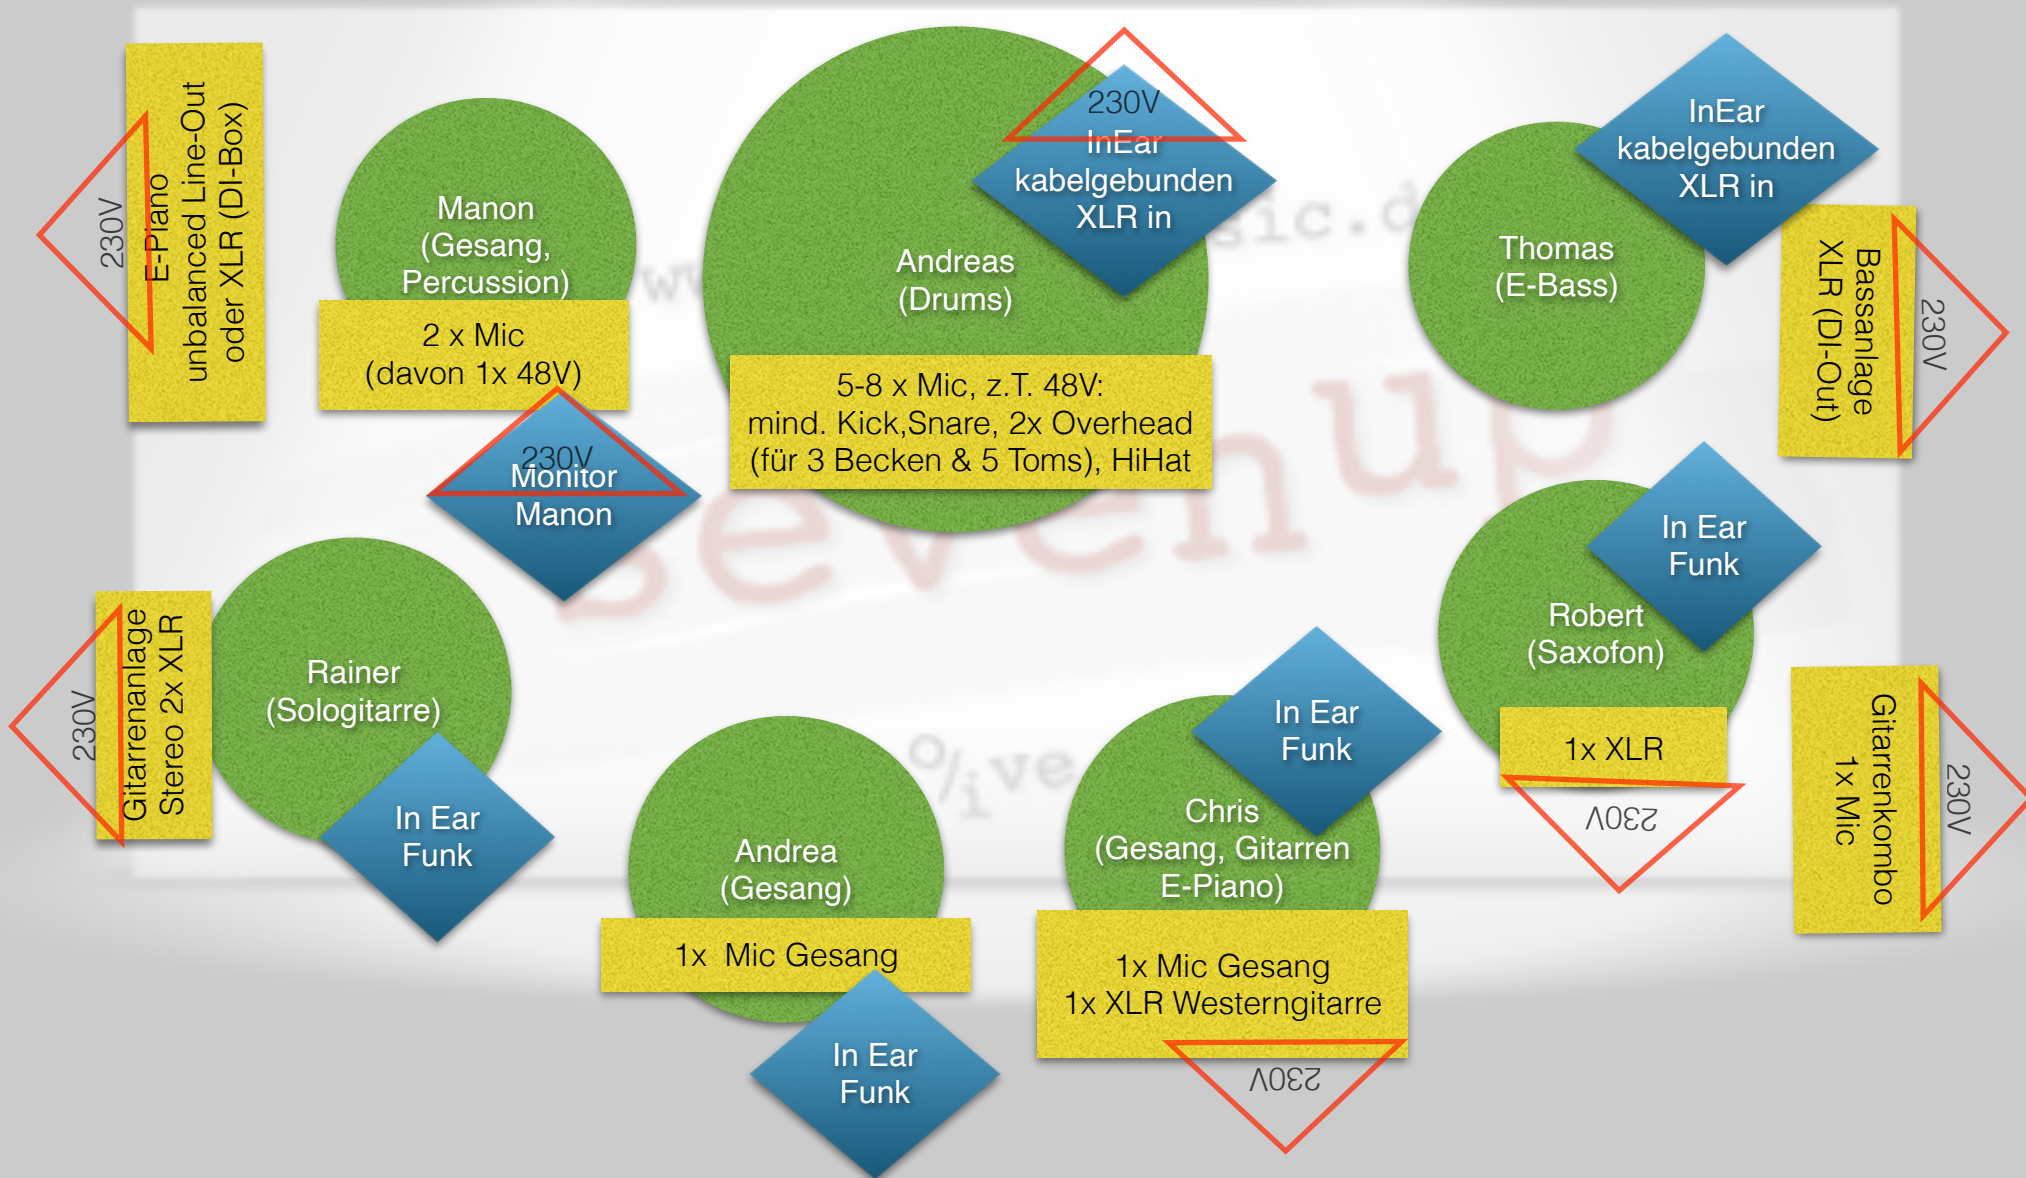 230V
E-Piano
unbalanced Line-Out
oder XLR (DI-Box)
Manon
(Gesang,
Percussion)
2 x Mic
(davon 1x 48V)
230V
Monitor
Manon
230V
InEar
kabelgebunden
XLR in
Andreas
(Drums)
5-8 x Mic, z.T. 48V:
mind. Kick,Snare, 2x Overhead
(für 3 Becken & 5 Toms), HiHat
InEar
kabelgebunden
XLR in
Thomas
(E-Bass)
Bassanlage
XLR (DI-Out)
230V
sevenup
230V
Gitarrenanlage
Stereo 2x XLR
Rainer
(Sologitarre)
In Ear
Funk
Andrea
(Gesang)
1x  Mic Gesang
In Ear
Funk
In Ear
Funk
Chris
(Gesang, Gitarren
E-Piano)
1x Mic Gesang
1x XLR Westerngitarre
230V
In Ear
Funk
Robert
(Saxofon)
1x XLR
230V
Gitarrenkombo
1x Mic
230V